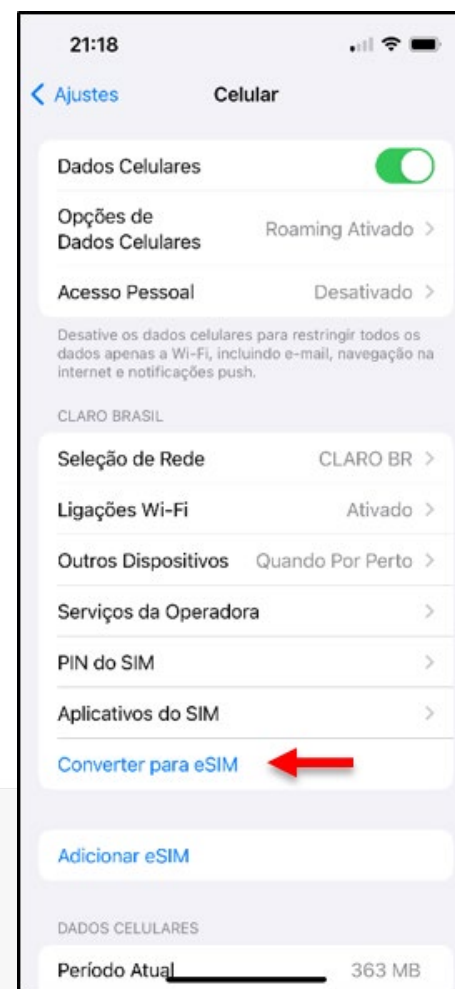 21:18
Ajustes
Celular
Dados Celulares
Opções de
Dados Celulares
Roaming Ativado
Acesso Pessoal
Desativado
Desative os dados celulares para restringir todos os
dados apenas a Wi-Fi, incluindo e-mail, navegação na
internet e notificações push.
CLARO BRASIL
Seleção de Rede
CLARO BR
Ligações Wi-Fi
Ativado
Outros Dispositivos
Quando Por Perto
Serviços da Operadora
PIN do SIM
Aplicativos do SIM
Converter para eSIM
Adicionar eSIM
DADOS CELULARES
Período Atual
363 MB